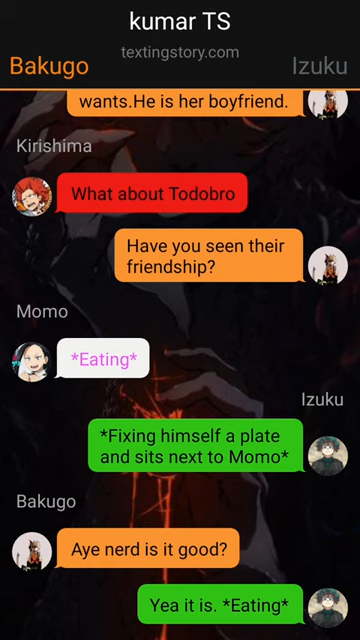 kumar TS
textingstory.com
Bakugo
Izuku
wants.He is her boyfriend.
Kirishima
What about Todobro
Have you seen their
friendship?
Momo
*Eating*
Izuku
*Fixing himself a plate
and sits next to Momo*
Bakugo
Aye nerd is it good?
Yea it is. *Eating*